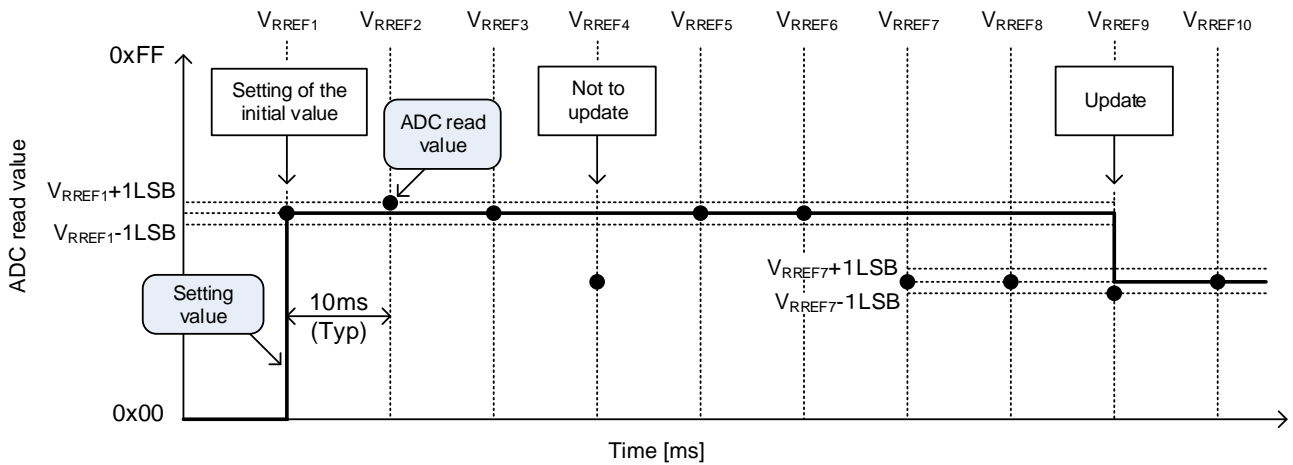 VRREF1 VRREF2 VRREF3 VRREF4 VRREF5 VRREF6 VRREF7 VRREF8 VRREF9 VRREF10
0xFF
Setting of the
initial value
Not to
update
Update
ADC read
value
ADC read value
VRREF1+1LSB
VRREF1-1LSB
VRREF7+1LSB
VRREF7-1LSB
Setting
value
10ms
(Typ)
0x00
Time [ms]